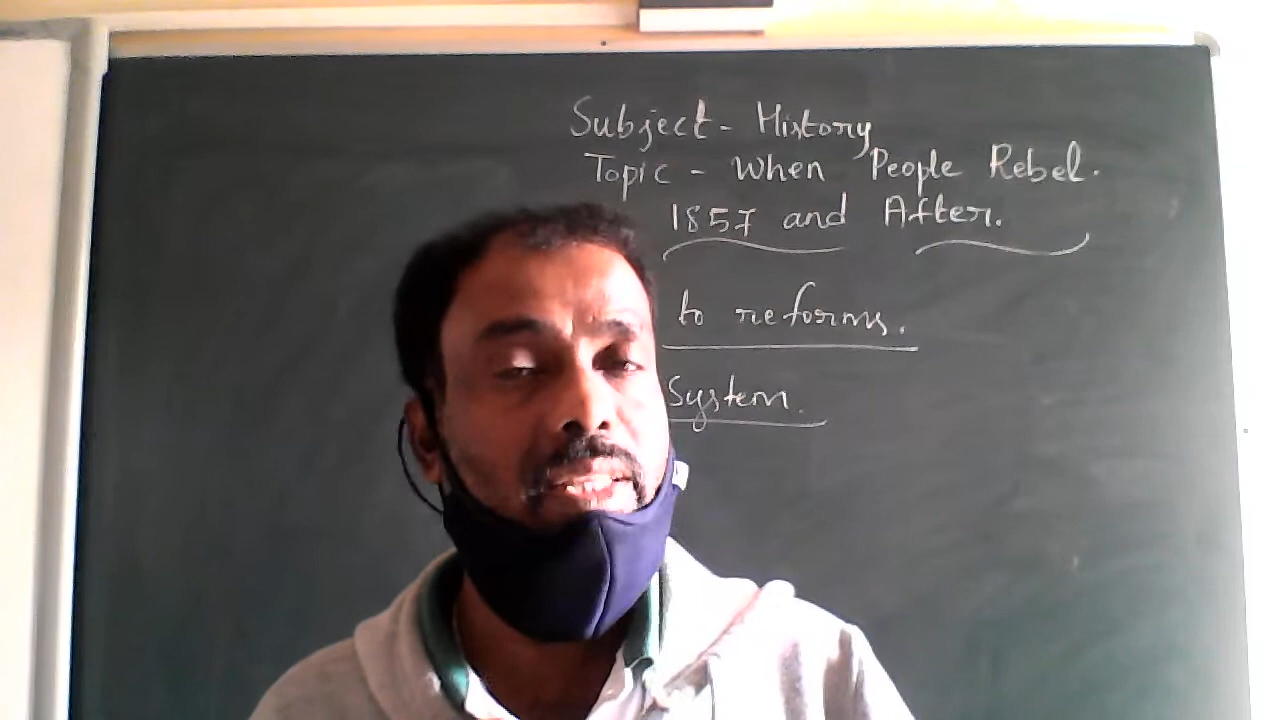 Subject - History
Topic - When People Rebel.
1857 and After.
to reforms.
System.